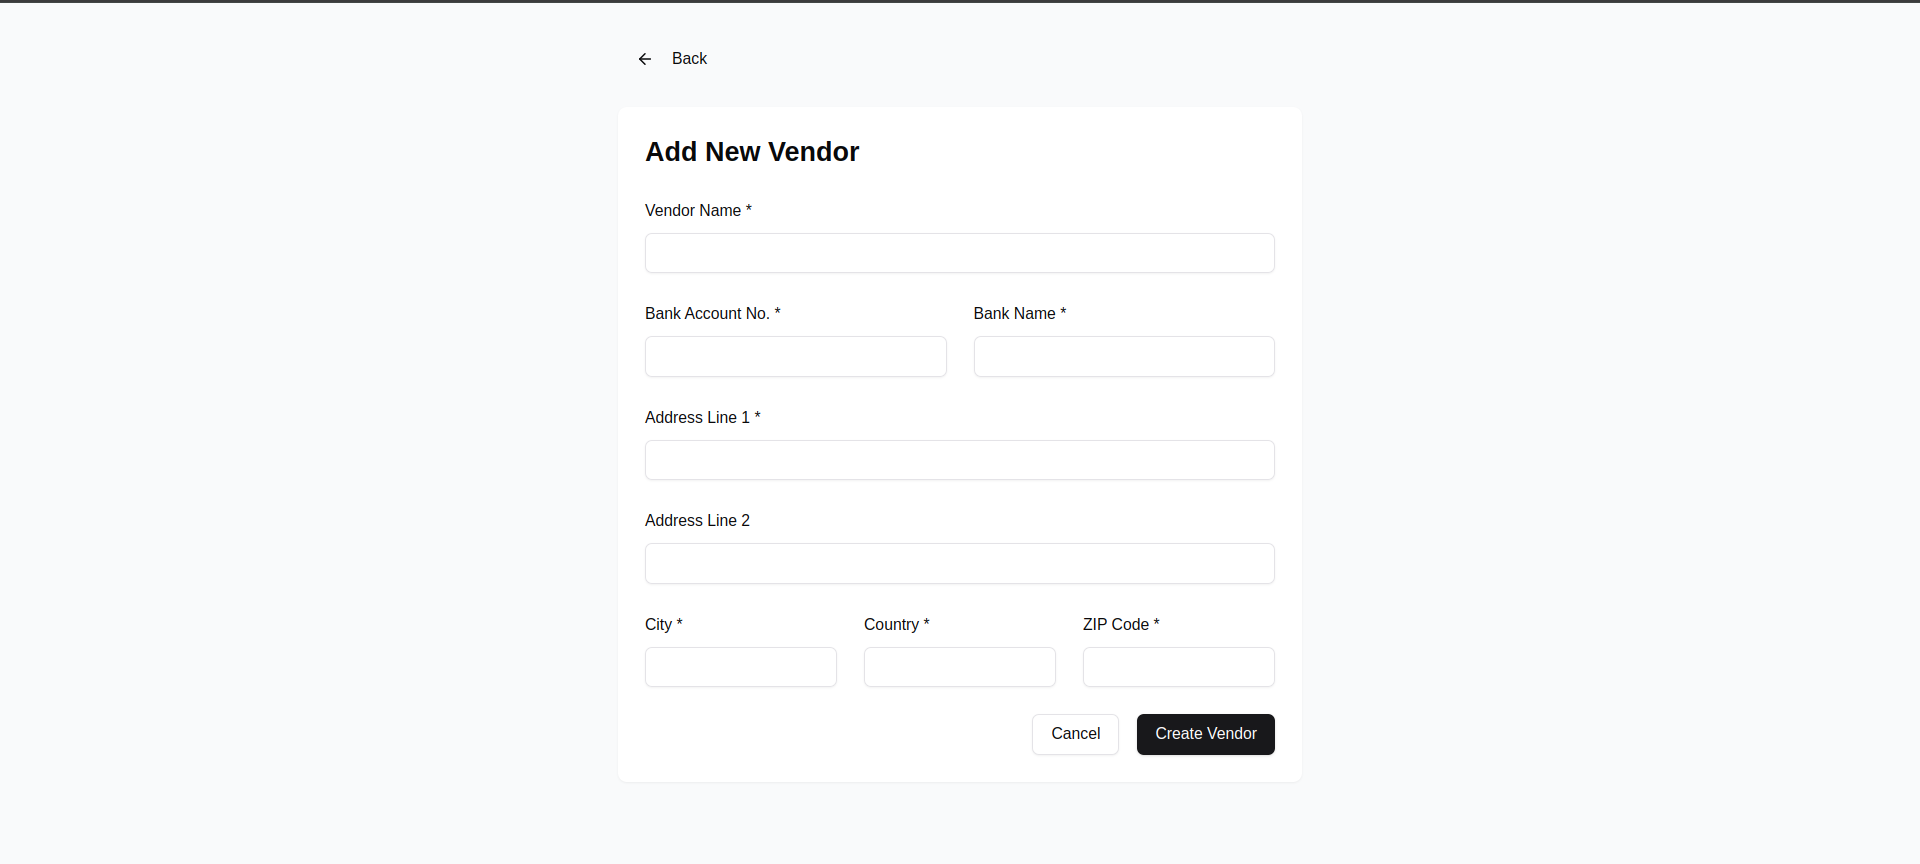 Back
Add New Vendor
Vendor Name *
Bank Account No. * Bank Name *
Address Line 1 *
Address Line 2
City * Country * ZIP Code *
Cancel Create Vendor